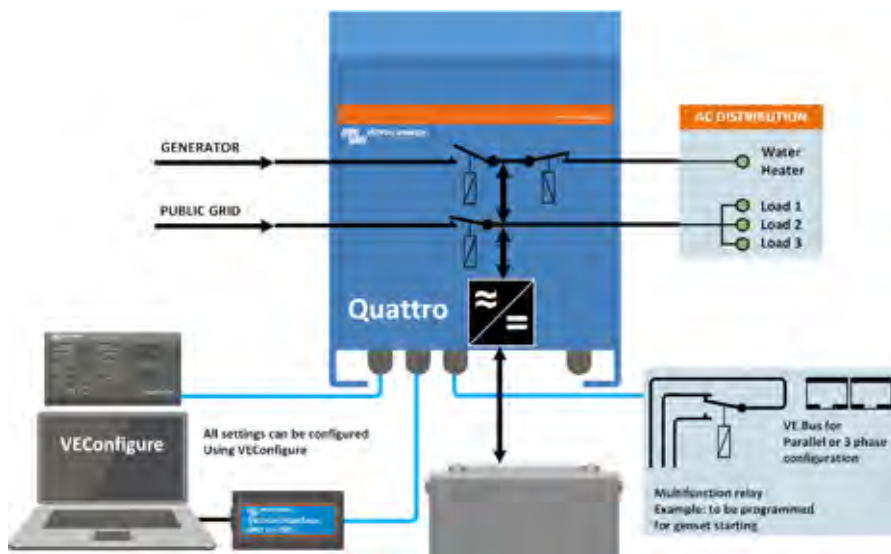 GENERATOR
PUBLIC GRID
AC DISTRIBUTION
Water
Heater
Load 1
Load 2
Load 3
Quattro
VEConfigure
All settings can be configured
Using VEConfigure
VE.Bus for
Parallel or 3 phase
configuration
Multifunction relay
Example: to be programmed
for genset starting